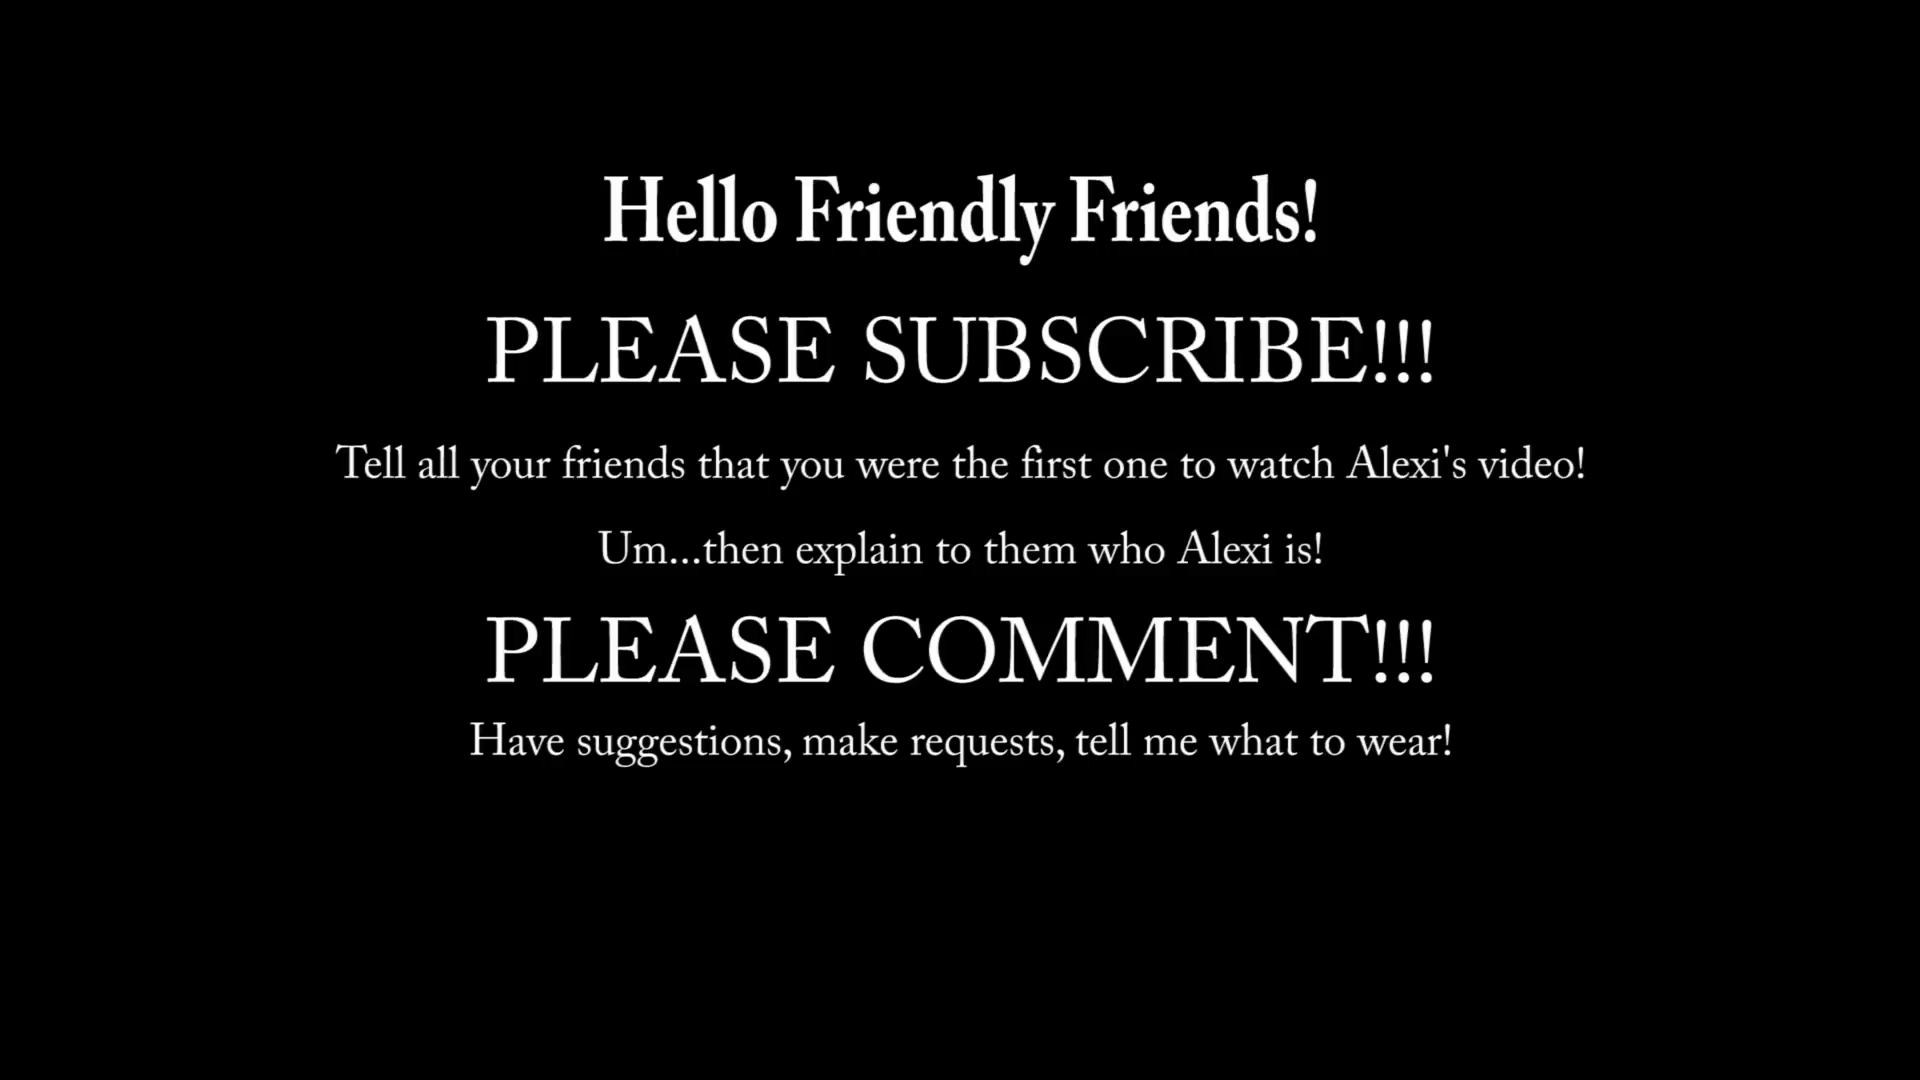 Hello Friendly Friends!
PLEASE SUBSCRIBE!!!
Tell all your friends that you were the first one to watch Alexi's video!
Um...then explain to them who Alexi is!
PLEASE COMMENT!!!
Have suggestions, make requests, tell me what to wear!